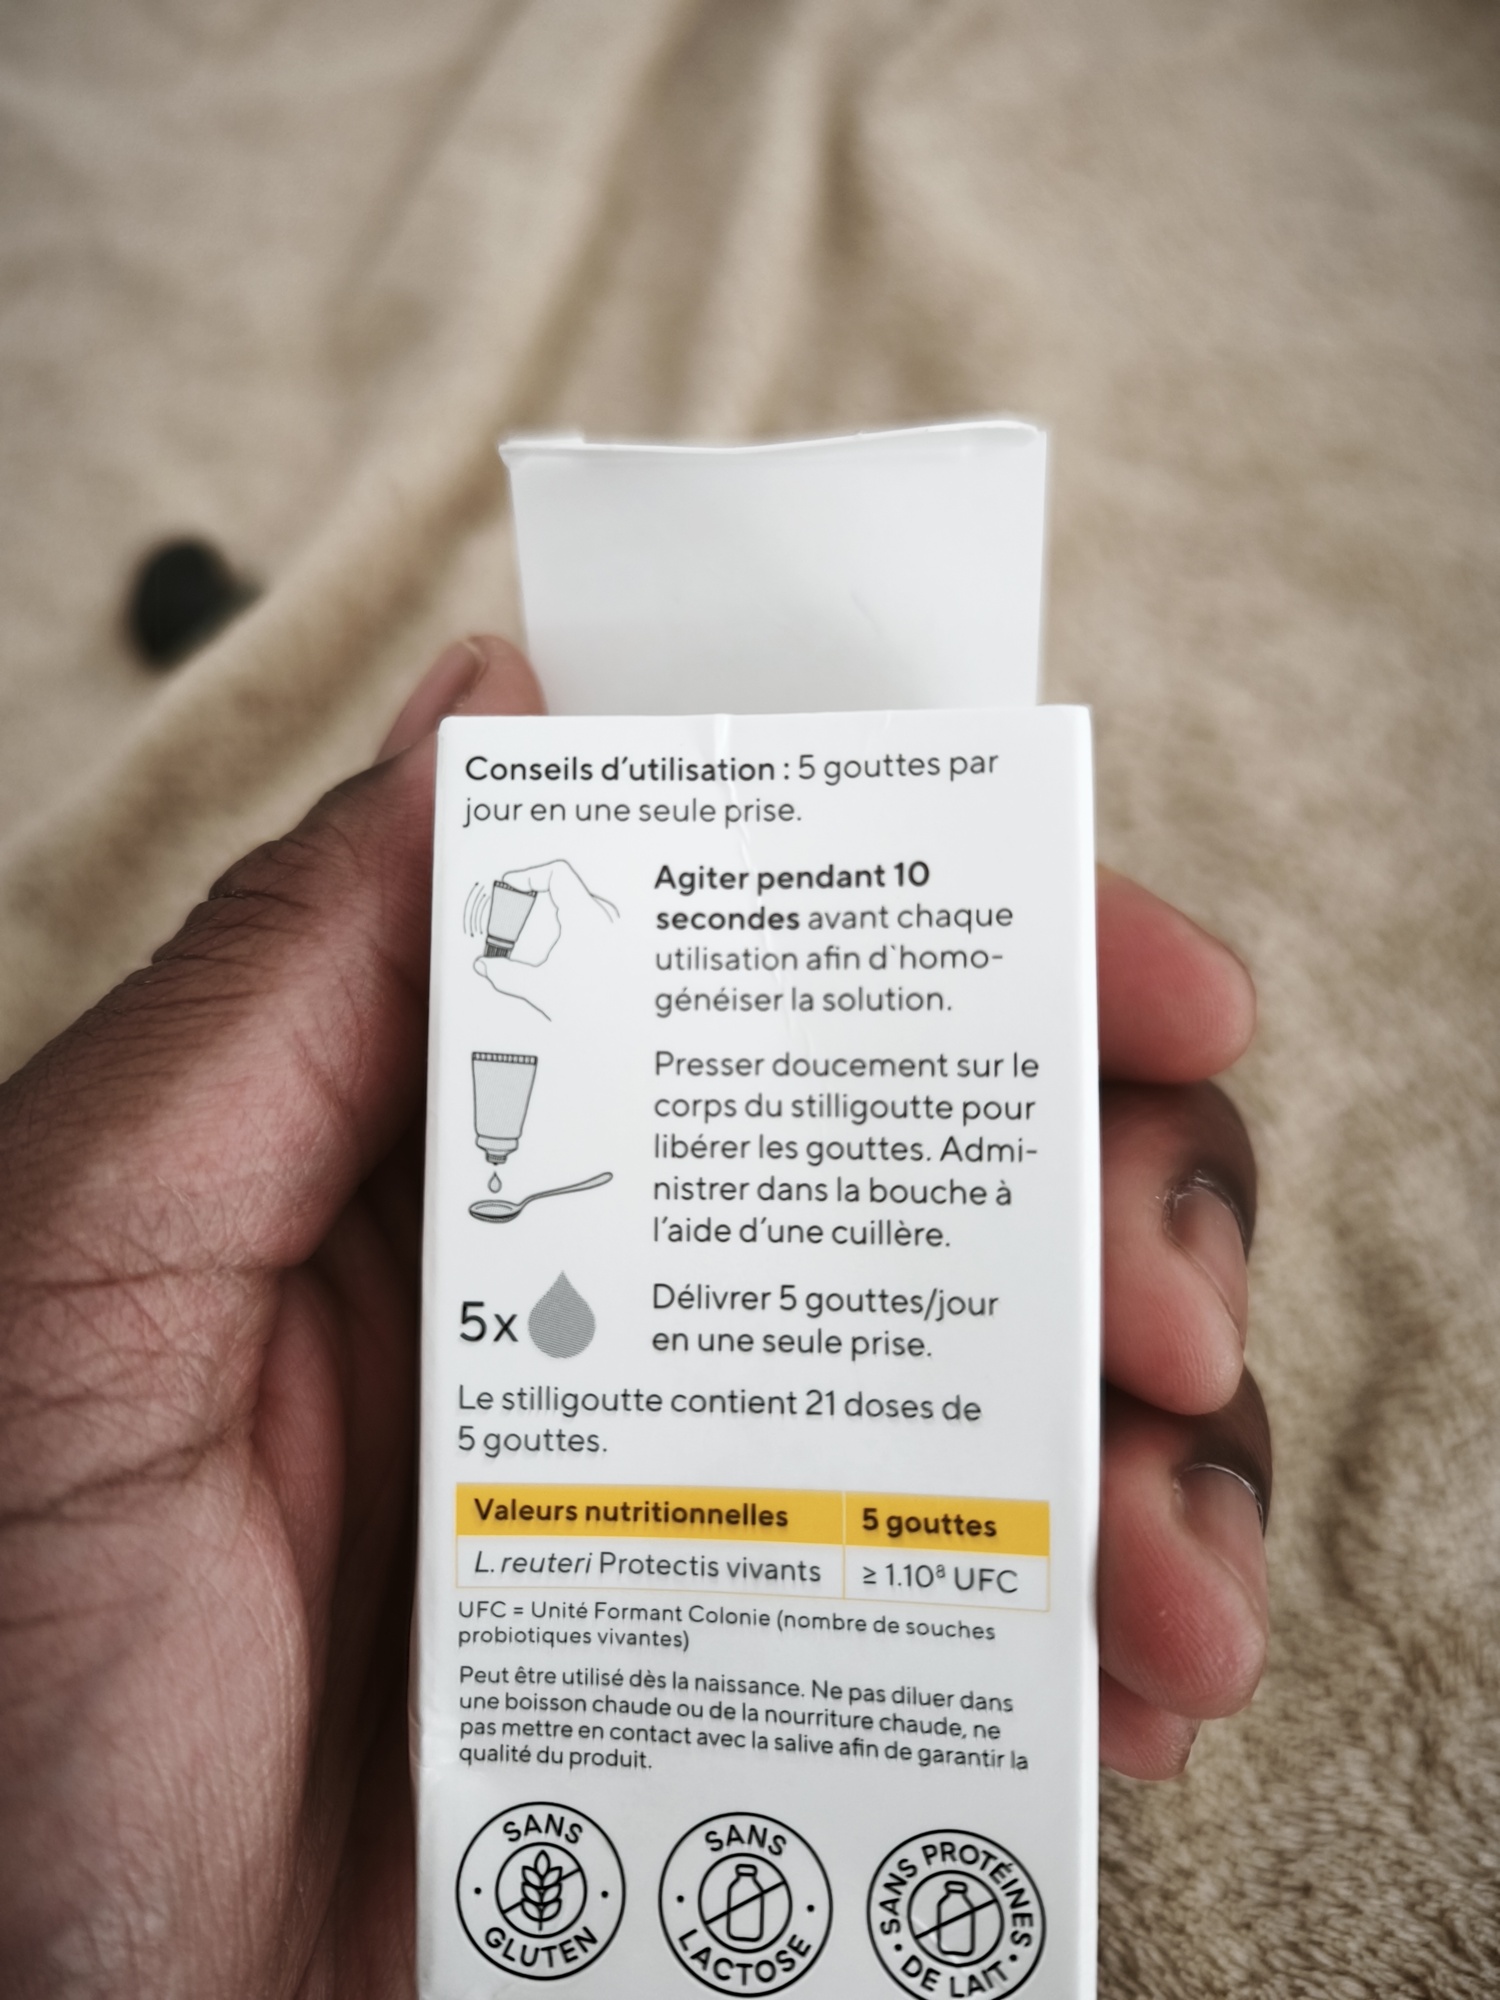 Conseils d'utilisation : 5 gouttes par
jour en une seule prise.
Agiter pendant 10
secondes avant chaque
utilisation afin d`homo-
généiser la solution.
Presser doucement sur le
corps du stilligoutte pour
libérer les gouttes. Admi-
nistrer dans la bouche à
l'aide d'une cuillère.
5x
Délivrer 5 gouttes/jour
en une seule prise.
Le stilligoutte contient 21 doses de
5 gouttes.
Valeurs nutritionnelles 5 gouttes
L. reuteri Protectis vivants ≥ 1.10⁸ UFC
UFC = Unité Formant Colonie (nombre de souches
probiotiques vivantes)
Peut être utilisé dès la naissance. Ne pas diluer dans
une boisson chaude ou de la nourriture chaude, ne
pas mettre en contact avec la salive afin de garantir la
qualité du produit.
SANS GLUTEN
SANS LACTOSE
SANS PROTÉINES DE LAIT